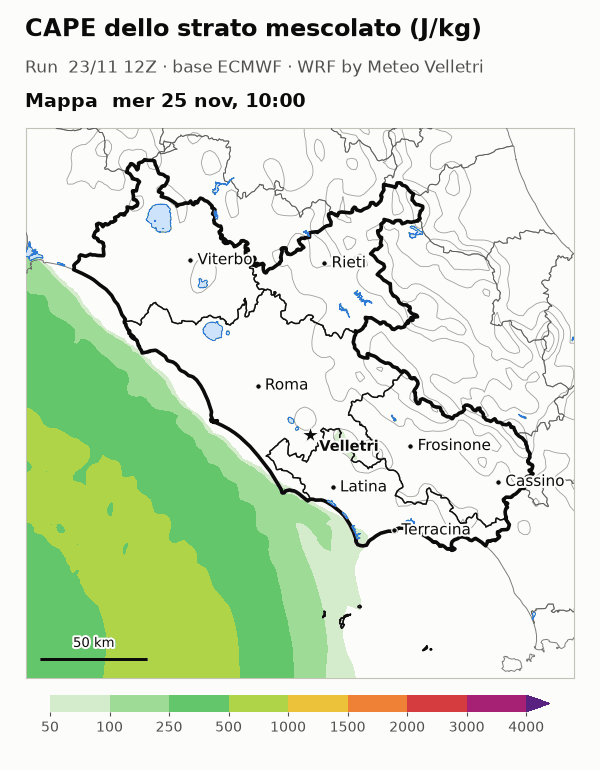 CAPE dello strato mescolato (J/kg)
Run  23/11 12Z · base ECMWF · WRF by Meteo Velletri
Mappa  mer 25 nov, 10:00
Viterbo
Rieti
Roma
Velletri
Frosinone
Cassino
Latina
Terracina
50 km
50 100 250 500 1000 1500 2000 3000 4000